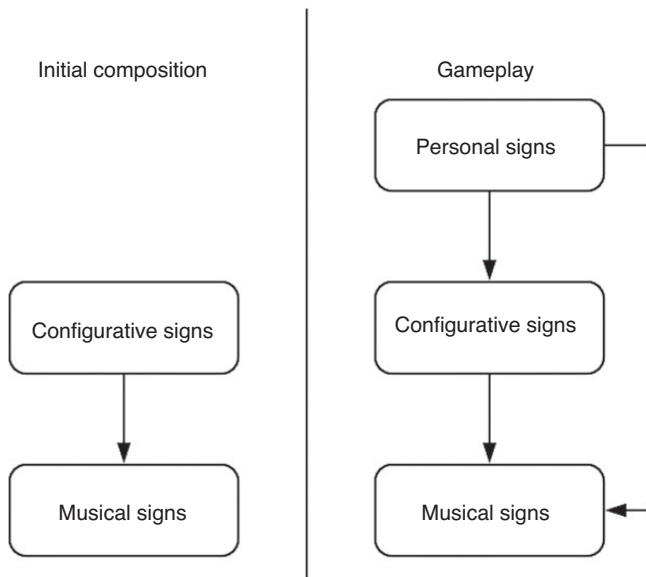 Initial composition
Configurative signs
Musical signs
Gameplay
Personal signs
Configurative signs
Musical signs